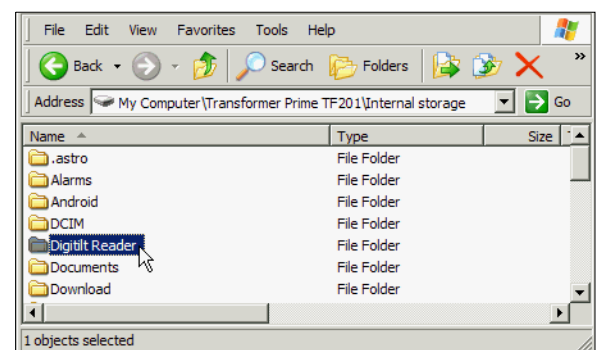 File Edit View Favorites Tools Help
Back Search Folders »
Address My Computer\Transformer Prime TF201\Internal storage Go
Name Type Size
.astro File Folder
Alarms File Folder
Android File Folder
DCIM File Folder
Digitilt Reader File Folder
Documents File Folder
Download File Folder
1 objects selected